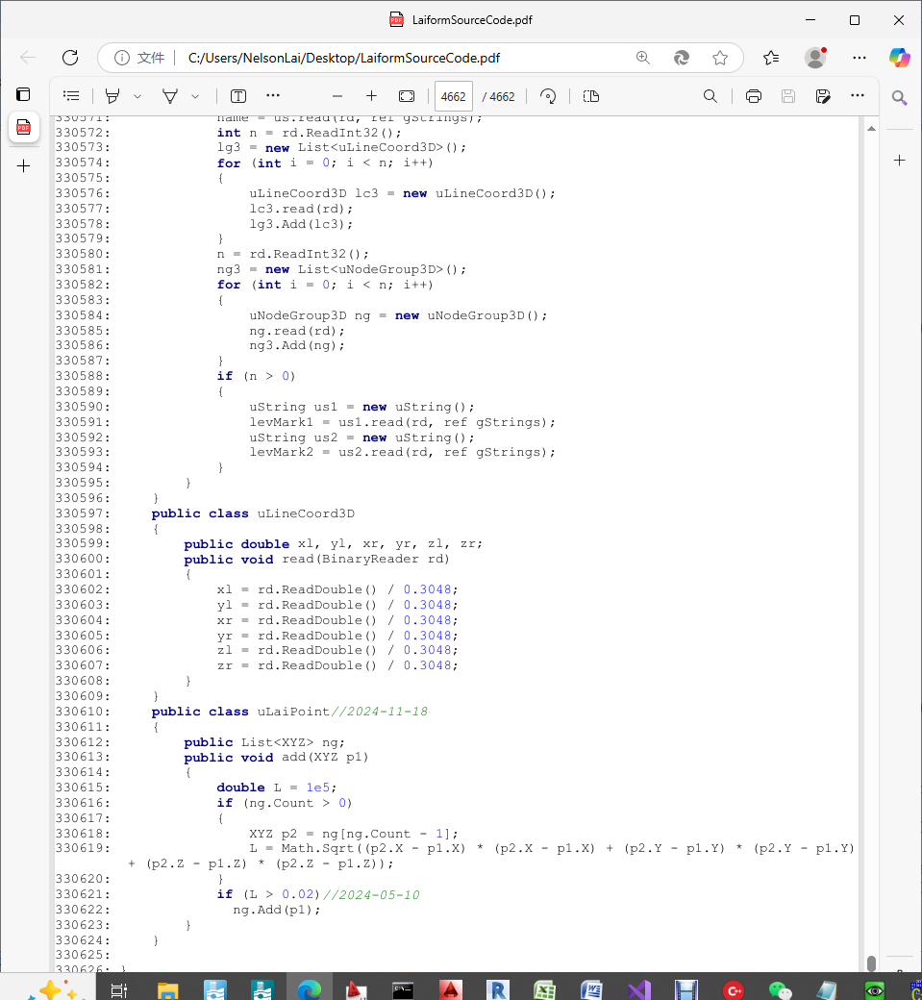 LaiformSourceCode.pdf
文件 C:/Users/NelsonLai/Desktop/LaiformSourceCode.pdf
4662 / 4662
330571: name = us.read(rd, ref gStrings);
330572: int n = rd.ReadInt32();
330573: lg3 = new List<uLineCoord3D>();
330574: for (int i = 0; i < n; i++)
330575: {
330576: uLineCoord3D lc3 = new uLineCoord3D();
330577: lc3.read(rd);
330578: lg3.Add(lc3);
330579: }
330580: n = rd.ReadInt32();
330581: ng3 = new List<uNodeGroup3D>();
330582: for (int i = 0; i < n; i++)
330583: {
330584: uNodeGroup3D ng = new uNodeGroup3D();
330585: ng.read(rd);
330586: ng3.Add(ng);
330587: }
330588: if (n > 0)
330589: {
330590: uString us1 = new uString();
330591: levMark1 = us1.read(rd, ref gStrings);
330592: uString us2 = new uString();
330593: levMark2 = us2.read(rd, ref gStrings);
330594: }
330595: }
330596: }
330597: public class uLineCoord3D
330598: {
330599: public double xl, yl, xr, yr, zl, zr;
330600: public void read(BinaryReader rd)
330601: {
330602: xl = rd.ReadDouble() / 0.3048;
330603: yl = rd.ReadDouble() / 0.3048;
330604: xr = rd.ReadDouble() / 0.3048;
330605: yr = rd.ReadDouble() / 0.3048;
330606: zl = rd.ReadDouble() / 0.3048;
330607: zr = rd.ReadDouble() / 0.3048;
330608: }
330609: }
330610: public class uLaiPoint//2024-11-18
330611: {
330612: public List<XYZ> ng;
330613: public void add(XYZ p1)
330614: {
330615: double L = 1e5;
330616: if (ng.Count > 0)
330617: {
330618: XYZ p2 = ng[ng.Count - 1];
330619: L = Math.Sqrt((p2.X - p1.X) * (p2.X - p1.X) + (p2.Y - p1.Y) * (p2.Y - p1.Y)
+ (p2.Z - p1.Z) * (p2.Z - p1.Z));
330620: }
330621: if (L > 0.02)//2024-05-10
330622: ng.Add(p1);
330623: }
330624: }
330625:
330626: }